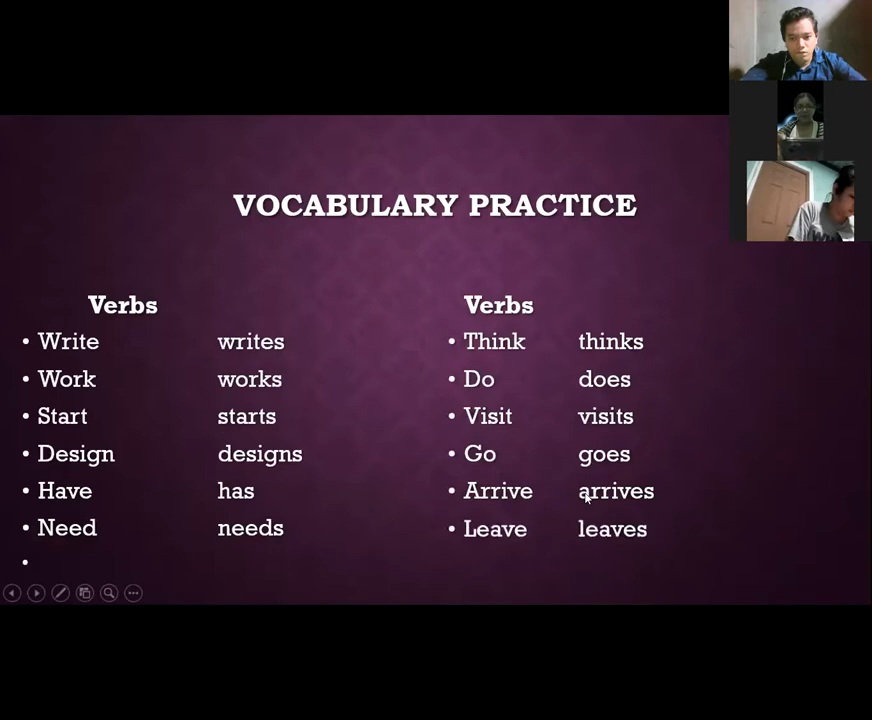 VOCABULARY PRACTICE
Verbs
• Write writes
• Work works
• Start starts
• Design designs
• Have has
• Need needs
•
Verbs
• Think thinks
• Do does
• Visit visits
• Go goes
• Arrive arrives
• Leave leaves